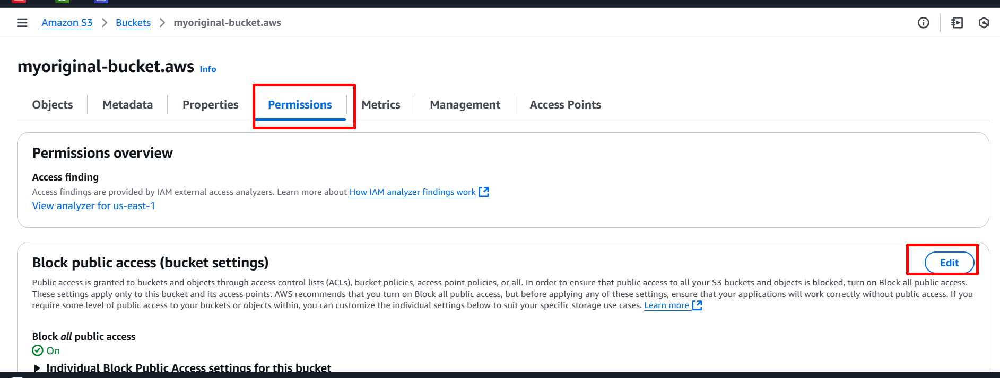 Amazon S3 > Buckets > myoriginal-bucket.aws
myoriginal-bucket.aws Info
Objects Metadata Properties Permissions Metrics Management Access Points
Permissions overview
Access finding
Access findings are provided by IAM external access analyzers. Learn more about How IAM analyzer findings work
View analyzer for us-east-1
Block public access (bucket settings) Edit
Public access is granted to buckets and objects through access control lists (ACLs), bucket policies, access point policies, or all. In order to ensure that public access to all your S3 buckets and objects is blocked, turn on Block all public access.
These settings apply only to this bucket and its access points. AWS recommends that you turn on Block all public access, but before applying any of these settings, ensure that your applications will work correctly without public access. If you
require some level of public access to your buckets or objects within, you can customize the individual settings below to suit your specific storage use cases. Learn more
Block all public access
On
Individual Block Public Access settings for this bucket